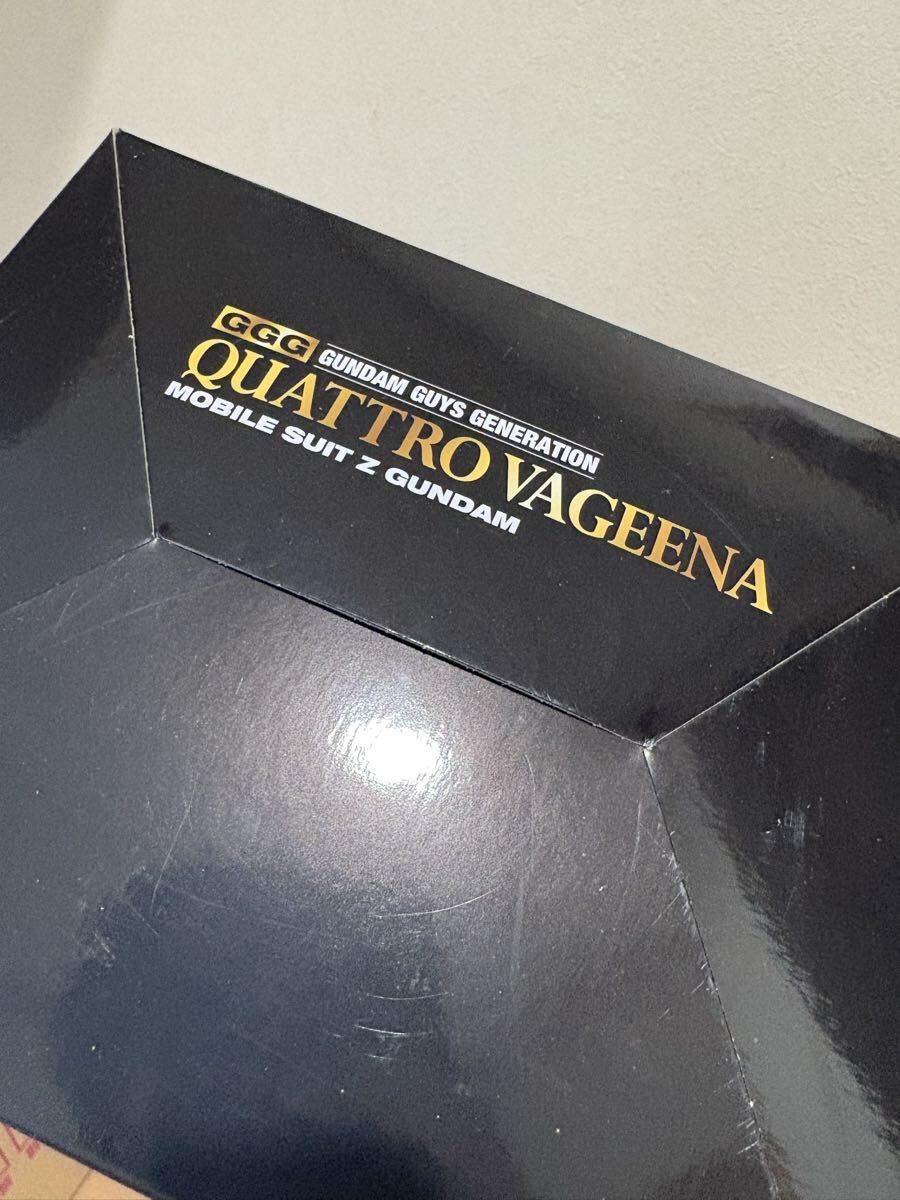 GGG GUNDAM GUYS GENERATION
QUATTRO VAGEENA
MOBILE SUIT Z GUNDAM